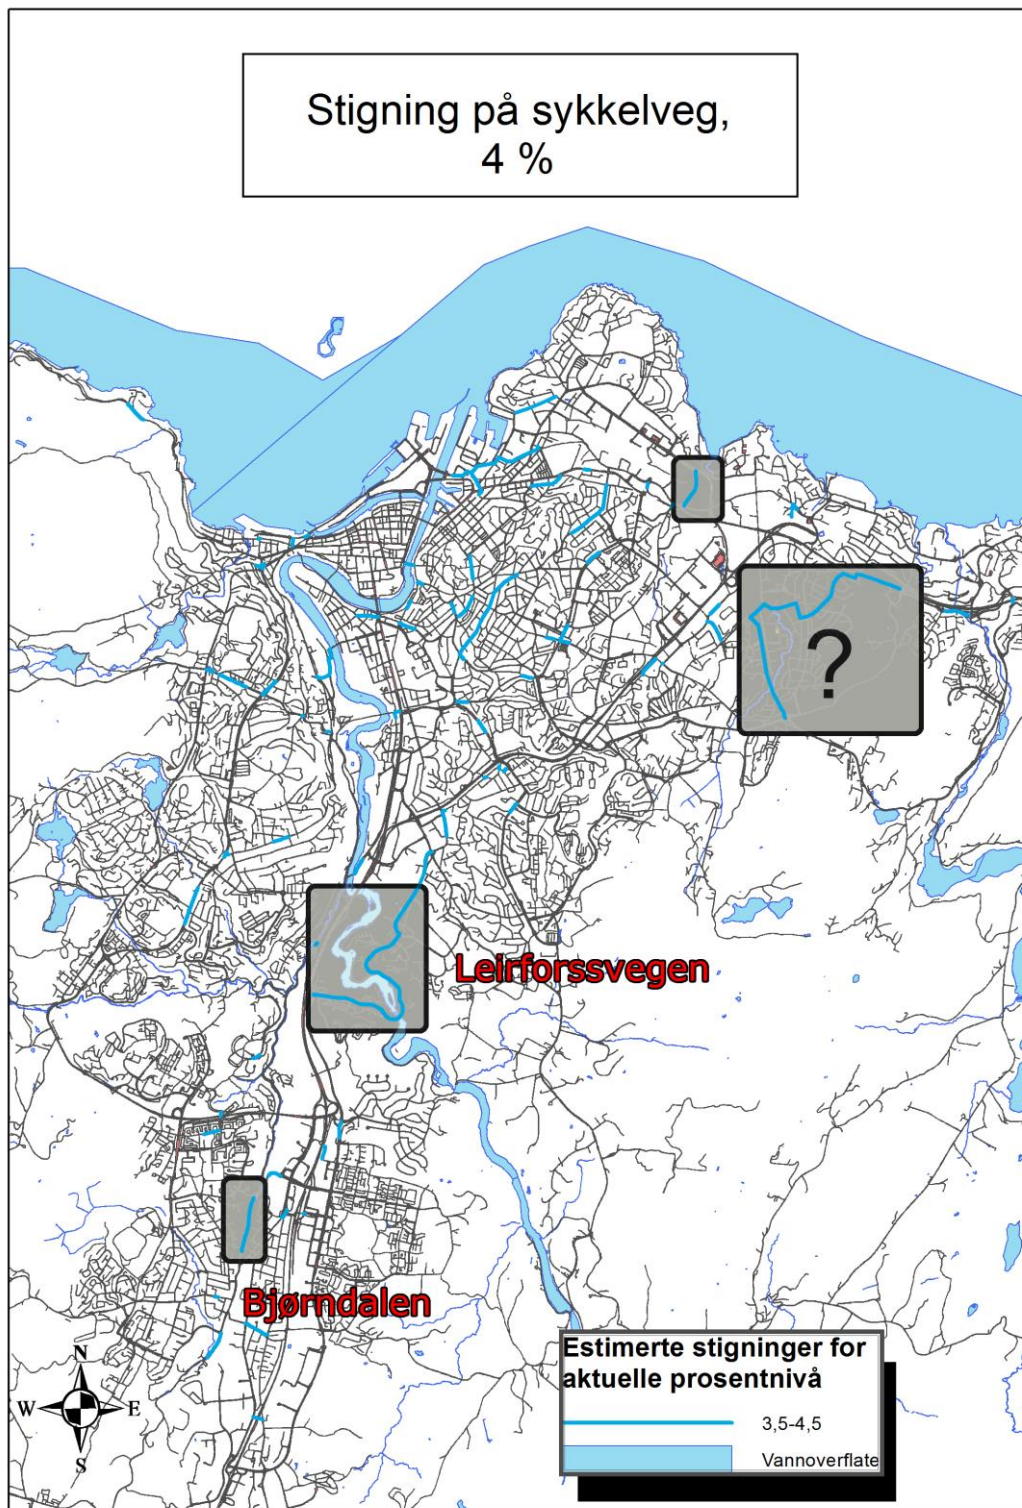 Stigning på sykkelveg,
4 %
?
Leirforssvegen
Bjørndalen
N
W
E
S
Estimerte stigninger for
aktuelle prosentnivå
3,5-4,5
Vannoverflate